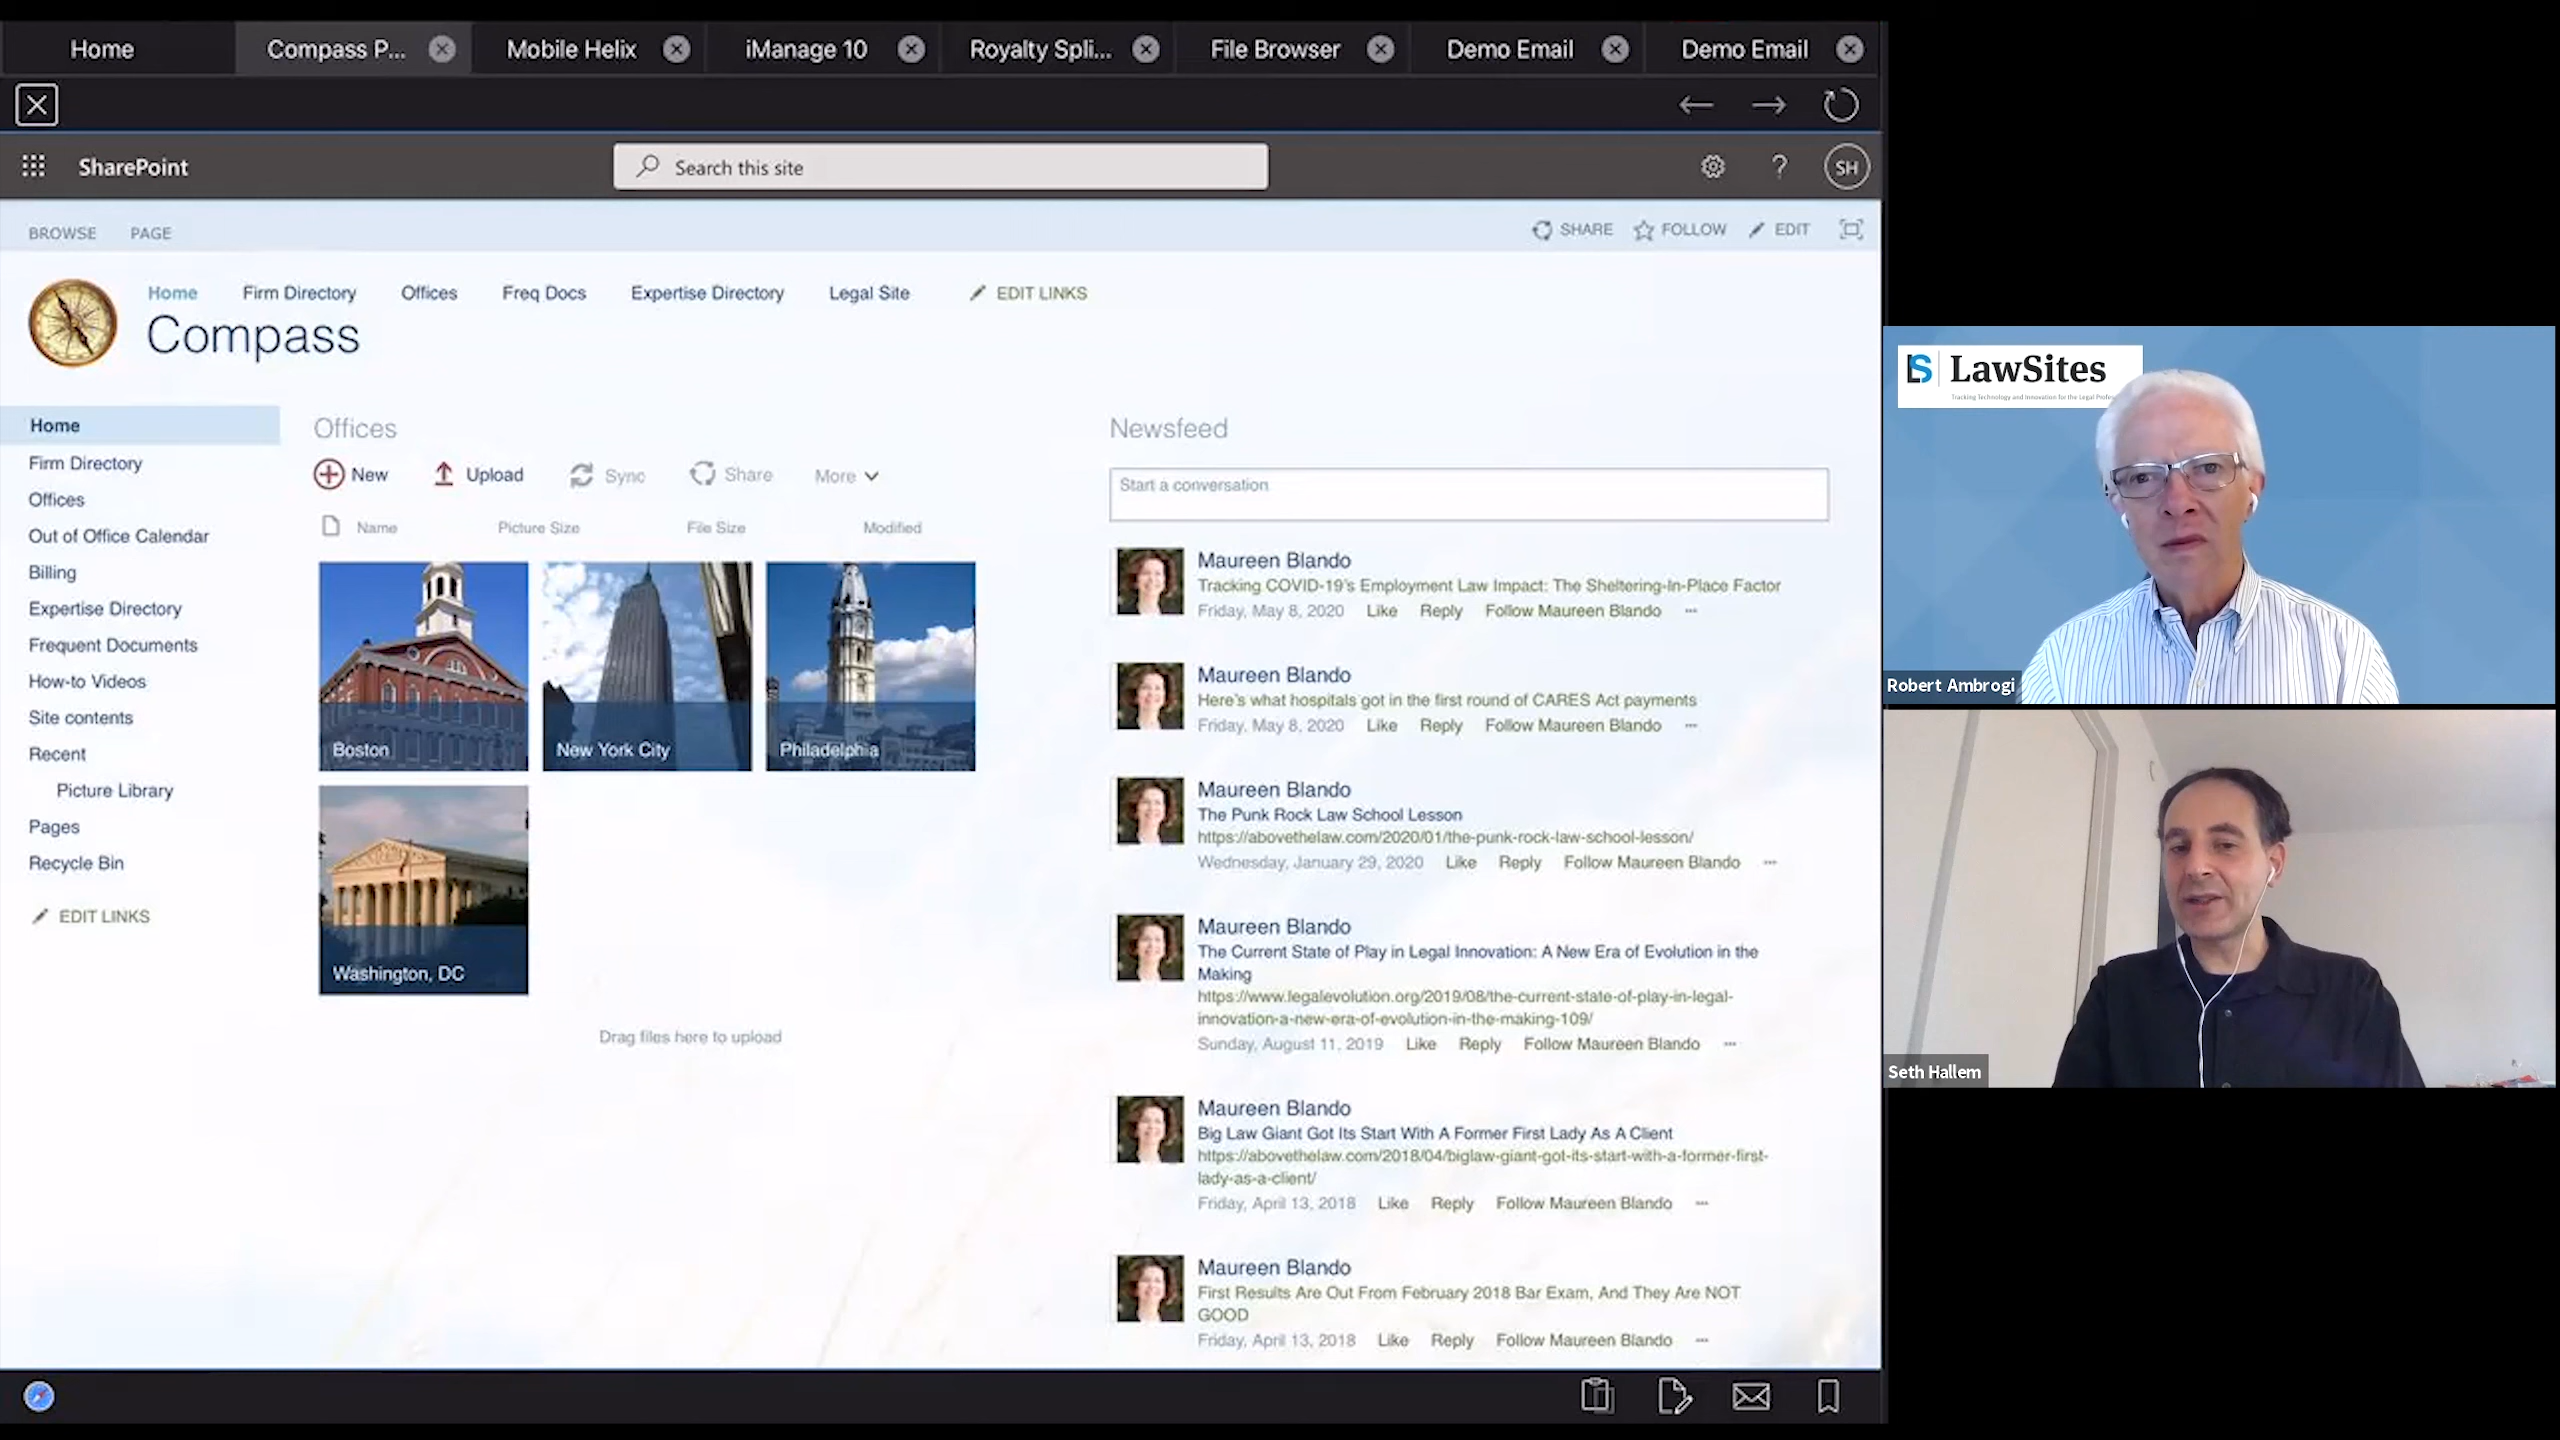 Home
Compass P...
Mobile Helix
iManage 10
Royalty Spli...
File Browser
Demo Email
Demo Email
SharePoint
Search this site
?
SH
BROWSE
PAGE
SHARE
FOLLOW
EDIT
Home
Firm Directory
Offices
Freq Docs
Expertise Directory
Legal Site
EDIT LINKS
Compass
Home
Firm Directory
Offices
Out of Office Calendar
Billing
Expertise Directory
Frequent Documents
How-to Videos
Site contents
Recent
Picture Library
Pages
Recycle Bin
EDIT LINKS
Offices
New
Upload
Sync
Share
More
Name
Picture Size
File Size
Modified
Boston
New York City
Philadelphia
Washington, DC
Drag files here to upload
Newsfeed
Start a conversation
Maureen Blando
Tracking COVID-19's Employment Law Impact: The Sheltering-In-Place Factor
Friday, May 8, 2020 Like Reply Follow Maureen Blando ...
Maureen Blando
Here's what hospitals got in the first round of CARES Act payments
Friday, May 8, 2020 Like Reply Follow Maureen Blando ...
Maureen Blando
The Punk Rock Law School Lesson
https://abovethelaw.com/2020/01/the-punk-rock-law-school-lesson/
Wednesday, January 29, 2020 Like Reply Follow Maureen Blando ...
Maureen Blando
The Current State of Play in Legal Innovation: A New Era of Evolution in the
Making
https://www.legalevolution.org/2019/08/the-current-state-of-play-in-legal-
innovation-a-new-era-of-evolution-in-the-making-109/
Sunday, August 11, 2019 Like Reply Follow Maureen Blando ...
Maureen Blando
Big Law Giant Got Its Start With A Former First Lady As A Client
https://abovethelaw.com/2018/04/biglaw-giant-got-its-start-with-a-former-first-
lady-as-a-client/
Friday, April 13, 2018 Like Reply Follow Maureen Blando ...
Maureen Blando
First Results Are Out From February 2018 Bar Exam, And They Are NOT
GOOD
Friday, April 13, 2018 Like Reply Follow Maureen Blando ...
LS LawSites
Tracking Technology and Innovation for the Legal
Robert Ambrogi
Seth Hallem